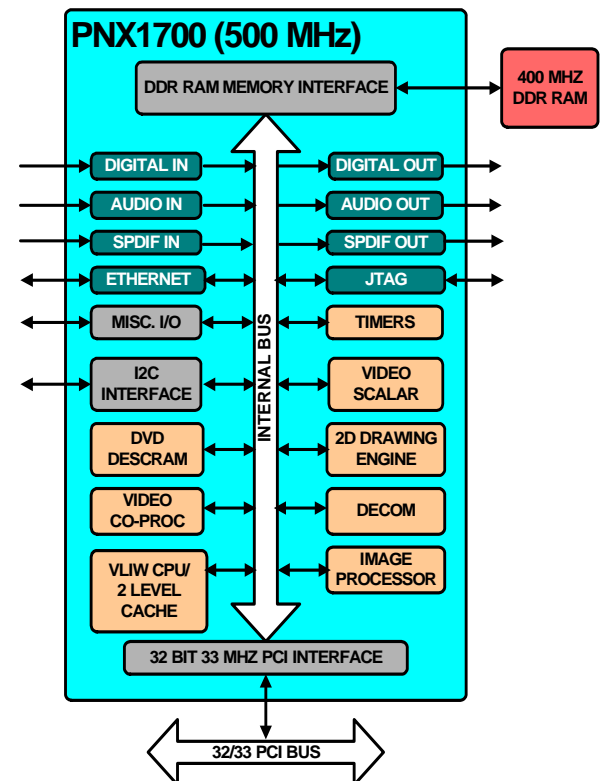 PNX1700 (500 MHz)
DDR RAM MEMORY INTERFACE
400 MHZ
DDR RAM
DIGITAL IN
DIGITAL OUT
AUDIO IN
AUDIO OUT
SPDIF IN
SPDIF OUT
ETHERNET
JTAG
MISC. I/O
TIMERS
INTERNAL BUS
I2C
INTERFACE
VIDEO
SCALAR
DVD
DESCRAM
2D DRAWING
ENGINE
VIDEO
CO-PROC
DECOM
VLIW CPU/
2 LEVEL
CACHE
IMAGE
PROCESSOR
32 BIT 33 MHZ PCI INTERFACE
32/33 PCI BUS